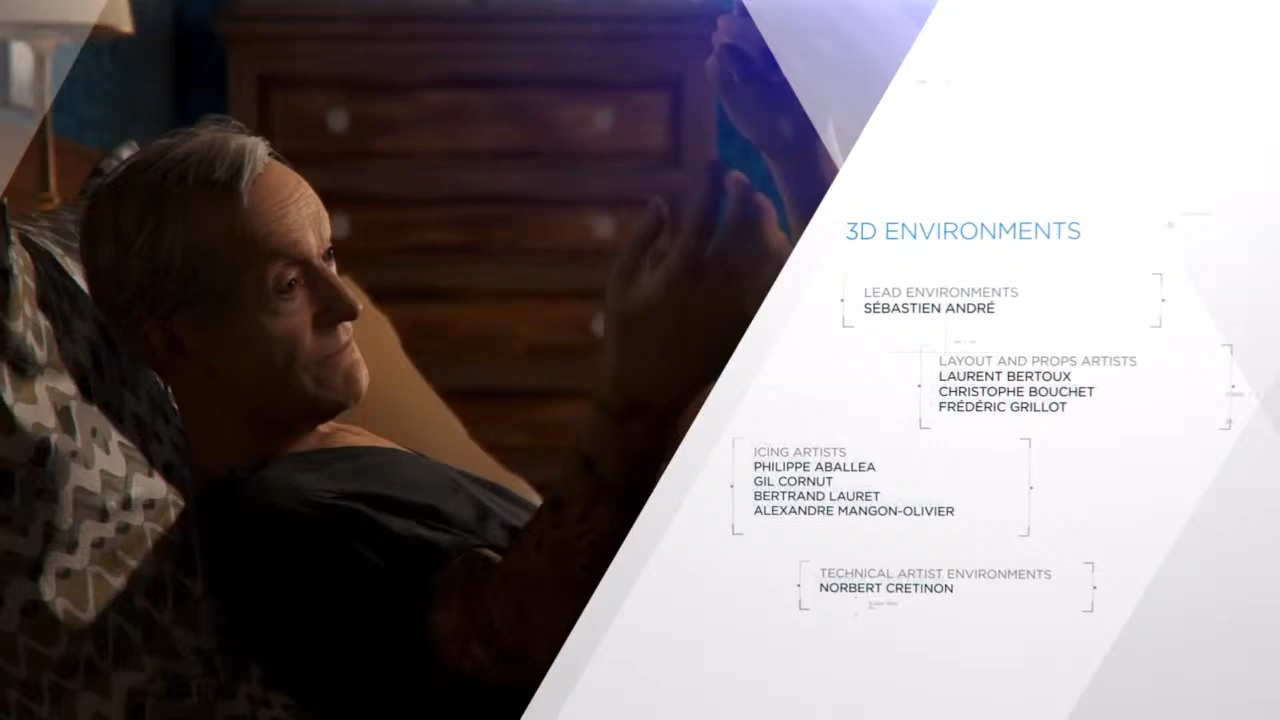 3D ENVIRONMENTS
LEAD ENVIRONMENTS
SÉBASTIEN ANDRÉ
LAYOUT AND PROPS ARTISTS
LAURENT BERTOUX
CHRISTOPHE BOUCHET
FRÉDÉRIC GRILLOT
ICING ARTISTS
PHILIPPE ABALLEA
GIL CORNUT
BERTRAND LAURET
ALEXANDRE MANGON-OLIVIER
TECHNICAL ARTIST ENVIRONMENTS
NORBERT CRETINON